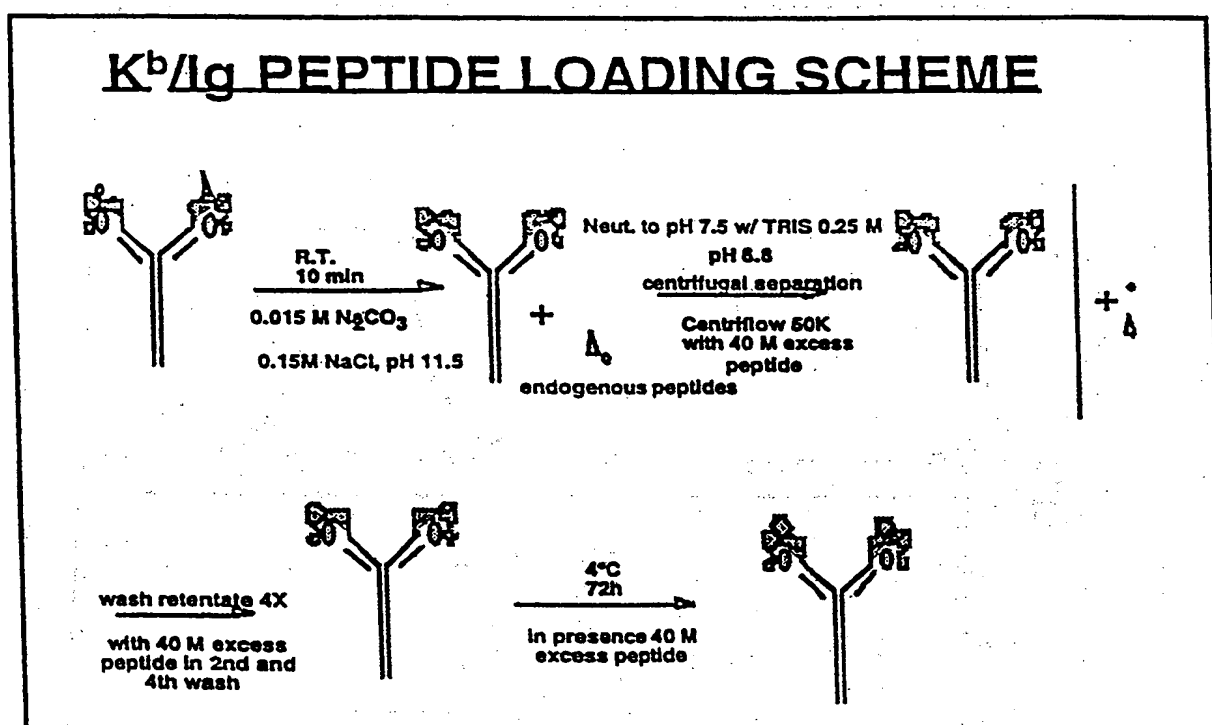 Kᵇ/Ig PEPTIDE LOADING SCHEME
R.T.
10 min
0.015 M N₂CO₃
0.15M NaCl, pH 11.5
+
endogenous peptides
Neut. to pH 7.5 w/ TRIS 0.25 M
pH 6.8
centrifugal separation
Centriflow 50K
with 40 M excess
peptide
+
wash retentate 4X
with 40 M excess
peptide in 2nd and
4th wash
4°C
72h
in presence 40 M
excess peptide